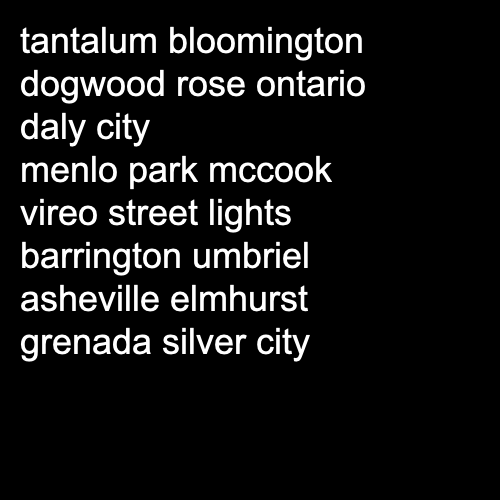 tantalum bloomington
dogwood rose ontario
daly city
menlo park mccook
vireo street lights
barrington umbriel
asheville elmhurst
grenada silver city